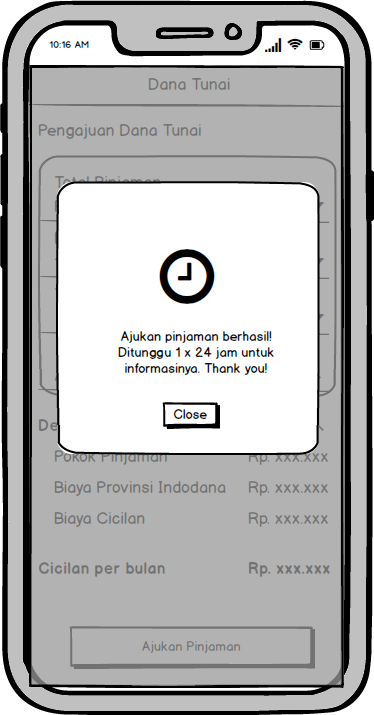 10:16 AM
Dana Tunai
Pengajuan Dana Tunai
Total Pinjaman
Ajukan pinjaman berhasil!
Ditunggu 1 x 24 jam untuk
informasinya. Thank you!
Close
De
Pokok Pinjaman Rp. xxx.xxx
Biaya Provinsi Indodana Rp. xxx.xxx
Biaya Cicilan Rp. xxx.xxx
Cicilan per bulan Rp. xxx.xxx
Ajukan Pinjaman